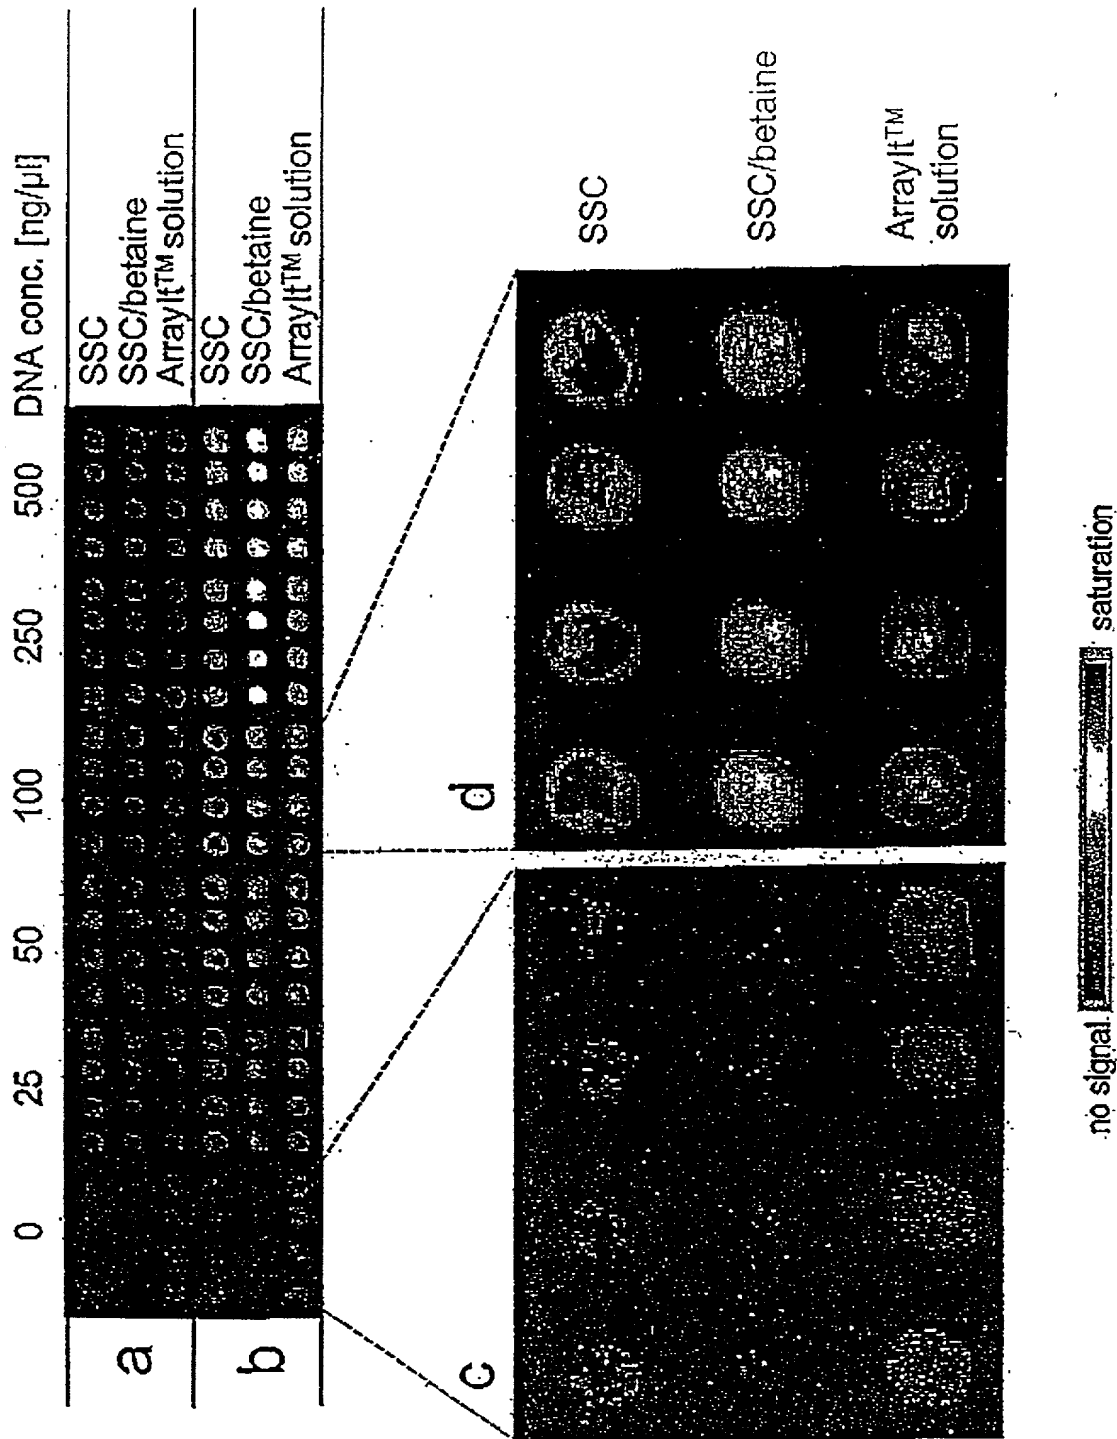 0 25 50 100 250 500 DNA conc. [ng/µl]
a
SSC
SSC/betaine
ArrayIt™ solution
b
SSC
SSC/betaine
ArrayIt™ solution
c
d
SSC
SSC/betaine
ArrayIt™
solution
no signal
saturation